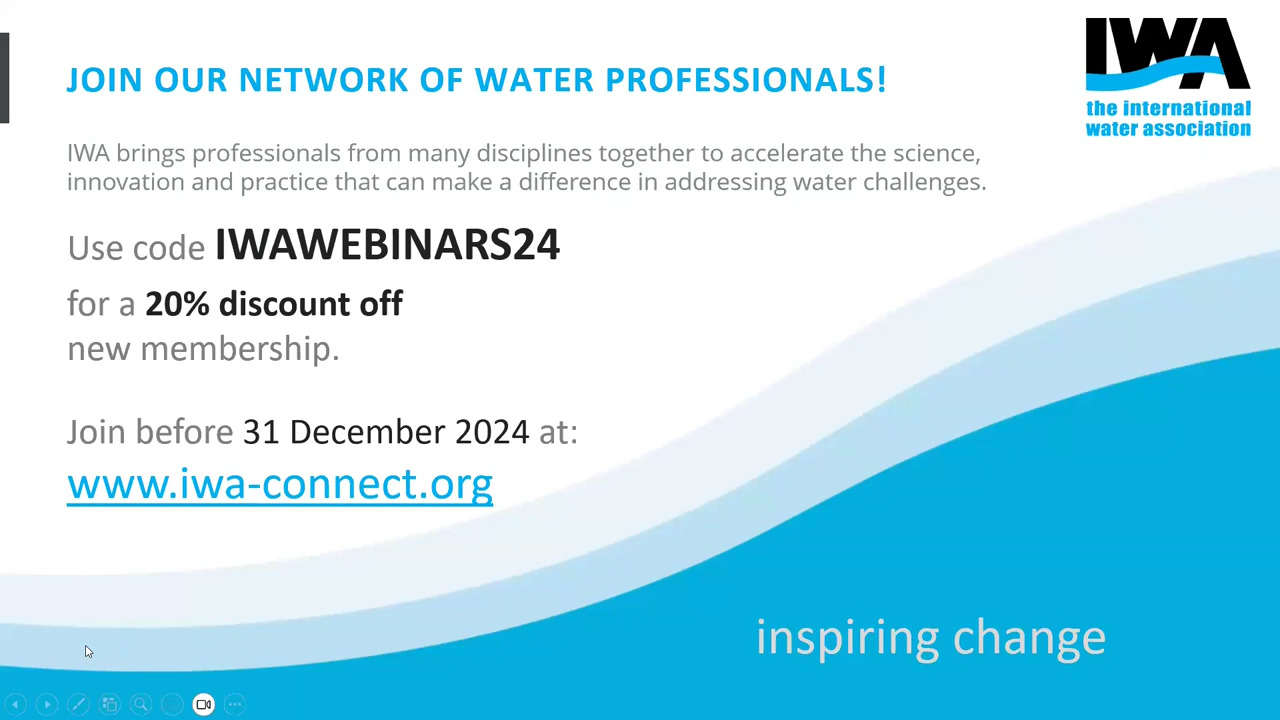 JOIN OUR NETWORK OF WATER PROFESSIONALS!
IWA
the international
water association
IWA brings professionals from many disciplines together to accelerate the science,
innovation and practice that can make a difference in addressing water challenges.
Use code IWAWEBINARS24
for a 20% discount off
new membership.
Join before 31 December 2024 at:
www.iwa-connect.org
inspiring change